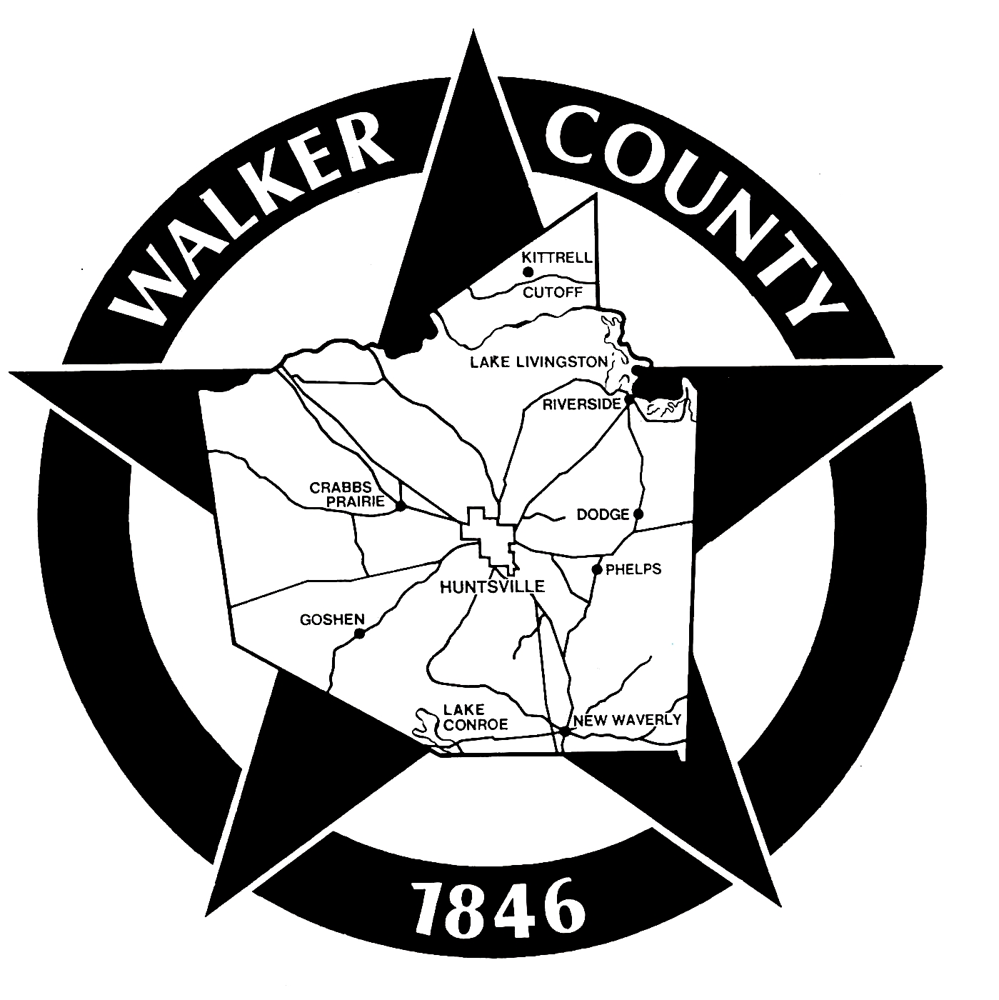 WALKER COUNTY
KITTRELL
CUTOFF
LAKE LIVINGSTON
RIVERSIDE
CRABBS
PRAIRIE
DODGE
PHELPS
HUNTSVILLE
GOSHEN
LAKE
CONROE
NEW WAVERLY
1846